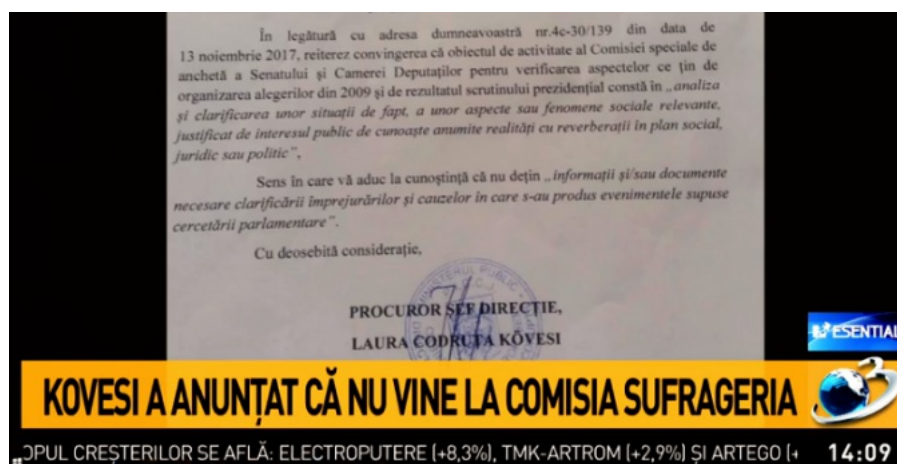 În legătură cu adresa dumneavoastră nr.4c-30/139 din data de
13 noiembrie 2017, reiterez convingerea că obiectul de activitate al Comisiei speciale de
anchetă a Senatului și Camerei Deputaților pentru verificarea aspectelor ce țin de
organizarea alegerilor din 2009 și de rezultatul scrutinului prezidențial constă în „analiza
și clarificarea unor situații de fapt, a unor aspecte sau fenomene sociale relevante,
justificat de interesul public de cunoaște anumite realități cu reverberații în plan social,
juridic sau politic”,
Sens în care vă aduc la cunoștință că nu dețin „informații și/sau documente
necesare clarificării împrejurărilor și cauzelor în care s-au produs evenimentele supuse
cercetării parlamentare”.
Cu deosebită considerație,
MINISTERUL PUBLIC
PROCUROR ȘEF DIRECȚIE,
LAURA CODRUȚA KÖVESI
ESENTIAL
KOVESI A ANUNȚAT CĂ NU VINE LA COMISIA SUFRAGERIA
3
CREȘTERILOR SE AFLĂ: ELECTROPUTERE (+8,3%), TMK-ARTROM (+2,9%) ȘI ARTEGO (+
14:09